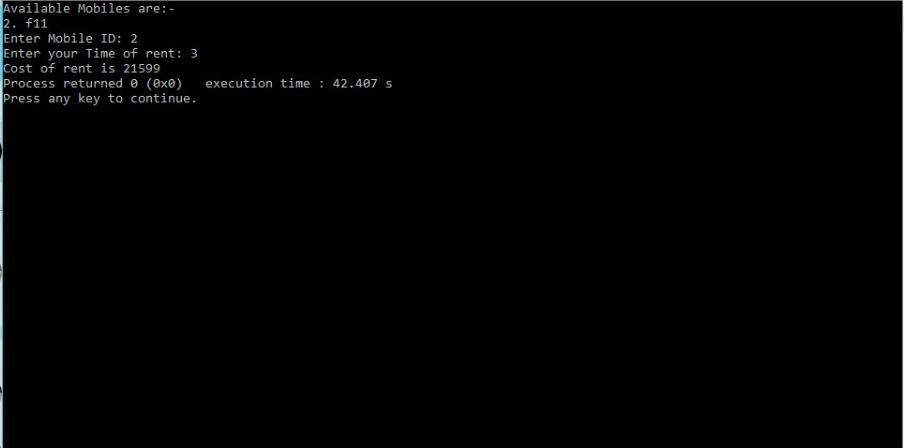 Available Mobiles are:-
2. f11
Enter Mobile ID: 2
Enter your Time of rent: 3
Cost of rent is 21599
Process returned 0 (0x0)   execution time : 42.407 s
Press any key to continue.